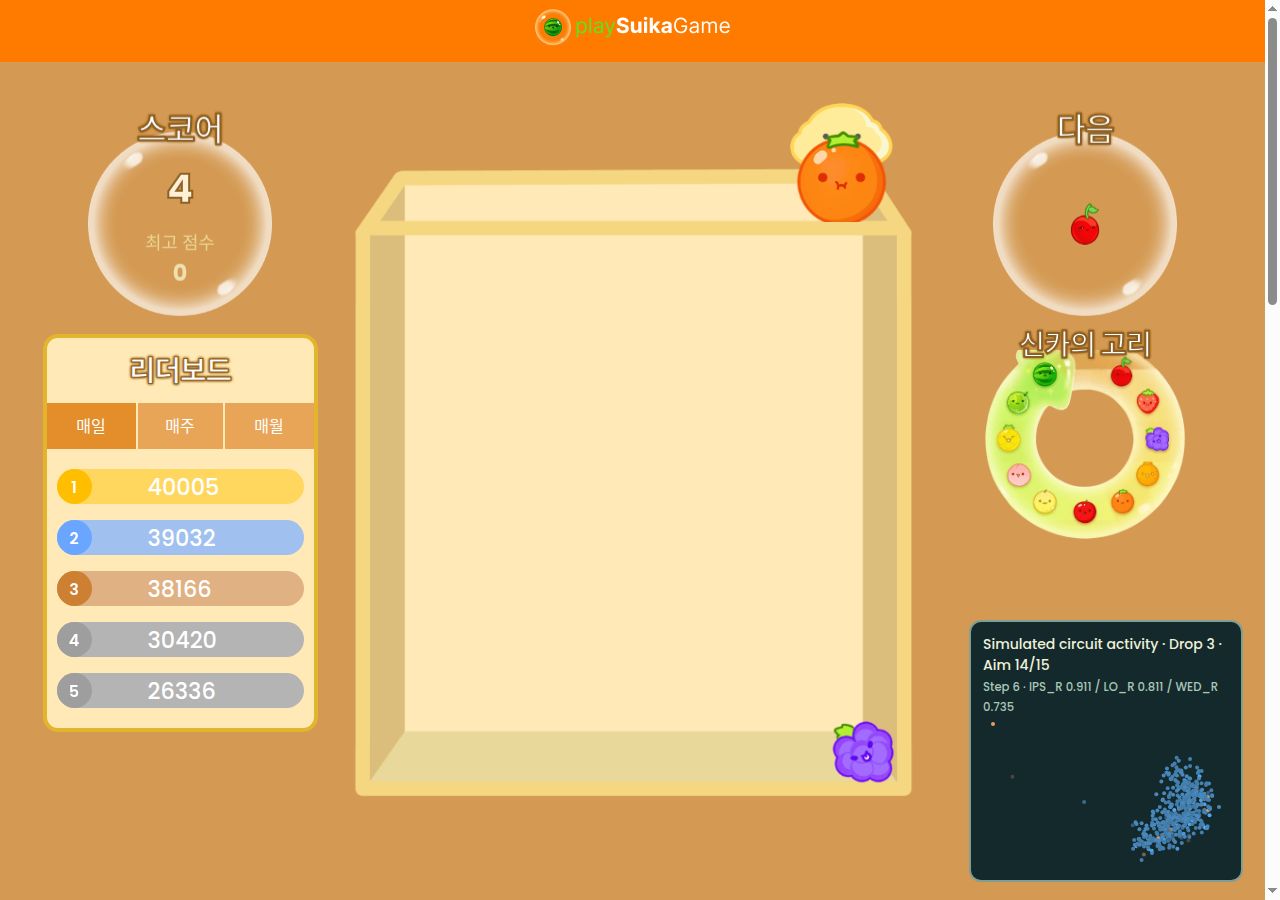 playSuikaGame
스코어
4
최고 점수
0
다음
신카의 고리
리더보드
매일 매주 매월
1 40005
2 39032
3 38166
4 30420
5 26336
Simulated circuit activity · Drop 3 ·
Aim 14/15
Step 6 · IPS_R 0.911 / LO_R 0.811 / WED_R
0.735